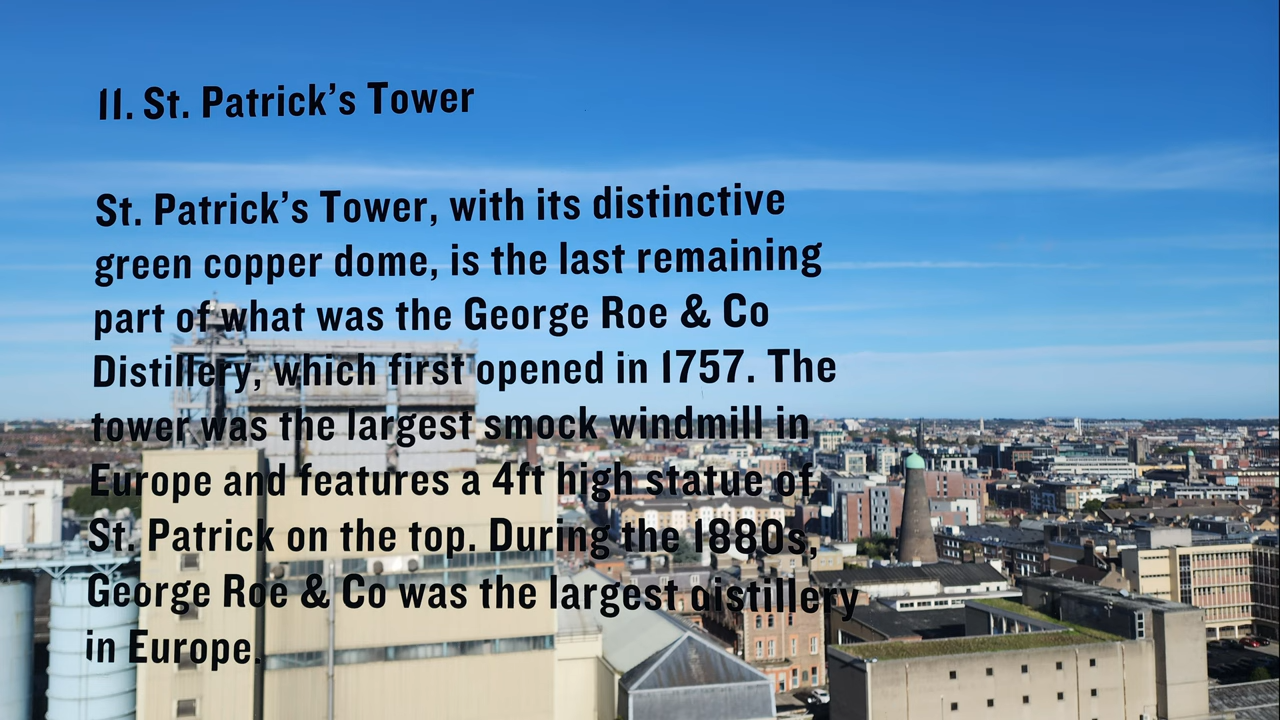 11. St. Patrick's Tower
St. Patrick's Tower, with its distinctive
green copper dome, is the last remaining
part of what was the George Roe & Co
Distillery, which first opened in 1757. The
tower was the largest smock windmill in
Europe and features a 4ft high statue of
St. Patrick on the top. During the 1880s,
George Roe & Co was the largest distillery
in Europe.